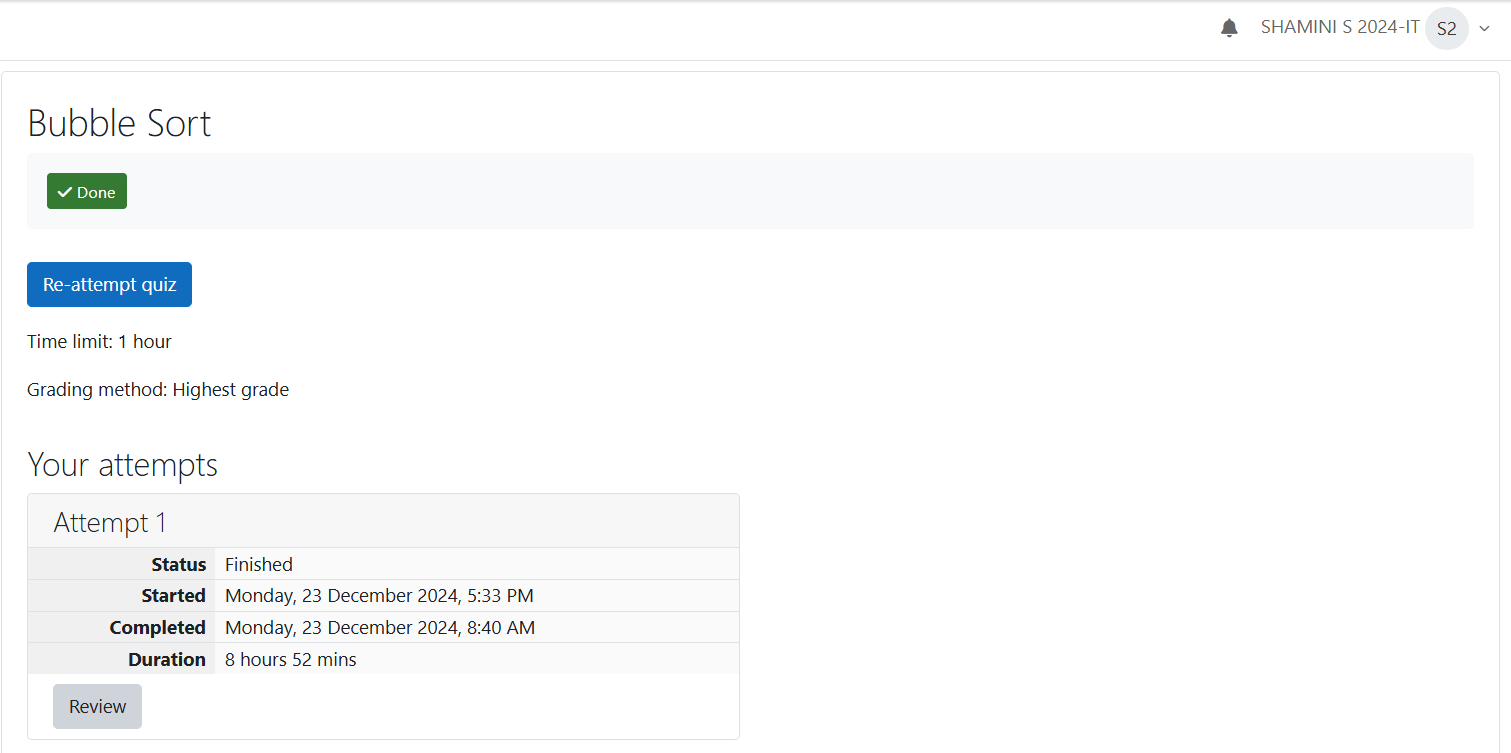 SHAMINI S 2024-IT S2
Bubble Sort
Done
Re-attempt quiz
Time limit: 1 hour
Grading method: Highest grade
Your attempts
Attempt 1
Status Finished
Started Monday, 23 December 2024, 5:33 PM
Completed Monday, 23 December 2024, 8:40 AM
Duration 8 hours 52 mins
Review